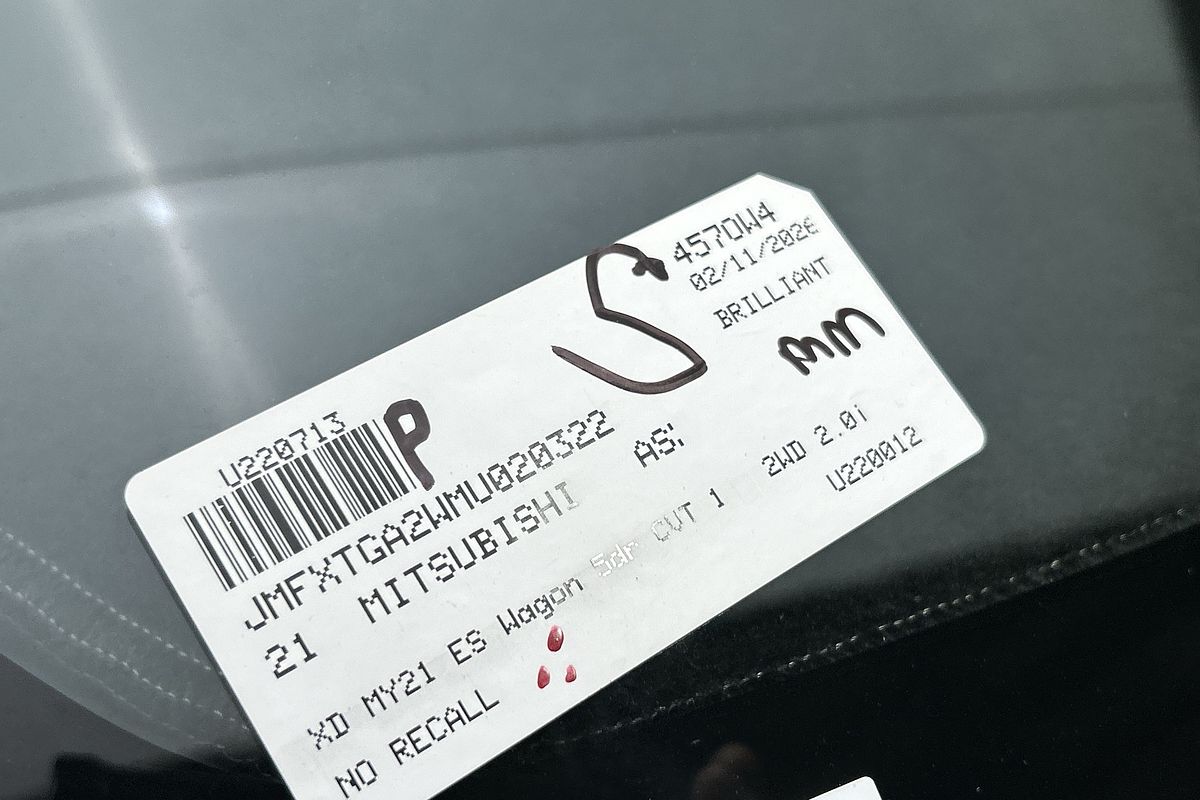 4570W4
02/11/2026
BRILLIANT
S
mm
U220713
P
JMFXTGA2WMU020322
21 MITSUBISHI AS
XD MY21 ES Wagon 5dr CVT 1 2WD 2.0i
NO RECALL
U220012